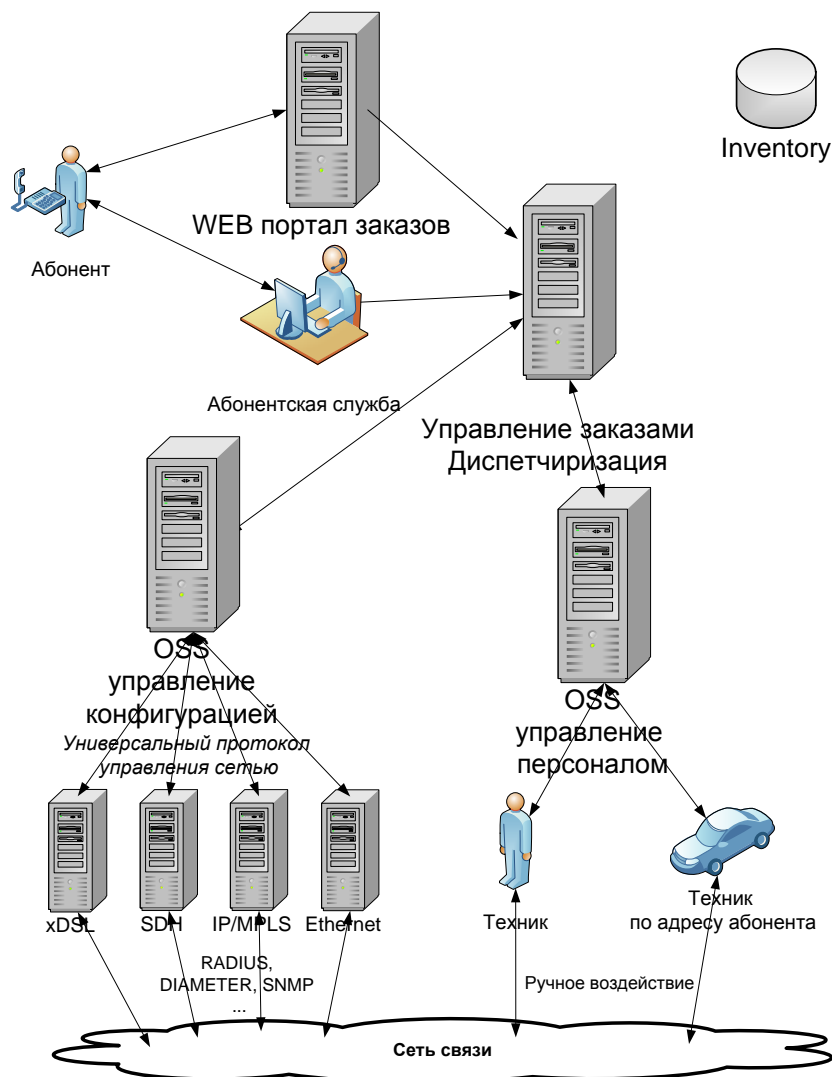 Inventory
WEB портал заказов
Абонент
Абонентская служба
Управление заказами
Диспетчиризация
OSS
управление
конфигурацией
Универсальный протокол
управления сетью
OSS
управление
персоналом
xDSL
SDH
IP/MPLS
Ethernet
Техник
Техник
по адресу абонента
RADIUS,
DIAMETER, SNMP
...
Ручное воздействие
Сеть связи